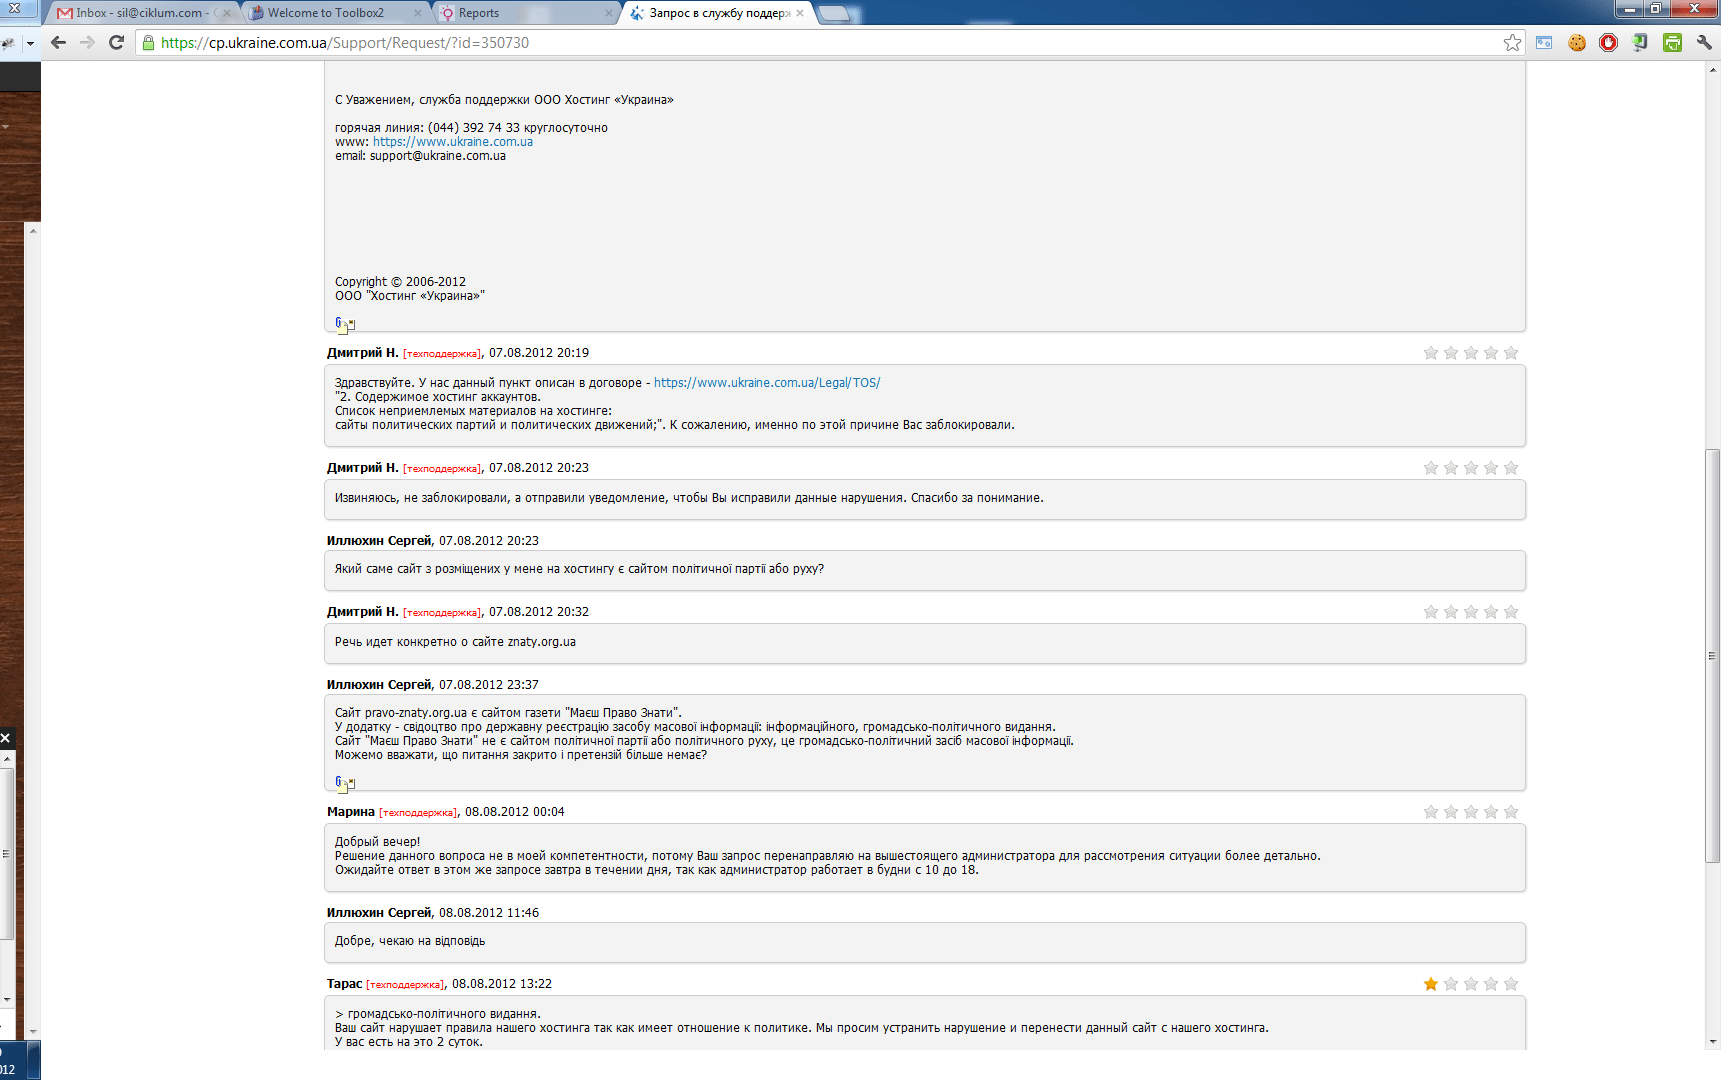 Inbox - sil@ciklum.com -
Welcome to Toolbox2
Reports
Запрос в службу поддерж
https://cp.ukraine.com.ua/Support/Request/?id=350730
С Уважением, служба поддержки ООО Хостинг «Украина»
горячая линия: (044) 392 74 33 круглосуточно
www: https://www.ukraine.com.ua
email: support@ukraine.com.ua
Copyright © 2006-2012
ООО "Хостинг «Украина»"
Дмитрий Н. [техподдержка], 07.08.2012 20:19
Здравствуйте. У нас данный пункт описан в договоре - https://www.ukraine.com.ua/Legal/TOS/
"2. Содержимое хостинг аккаунтов.
Список неприемлемых материалов на хостинге:
сайты политических партий и политических движений;". К сожалению, именно по этой причине Вас заблокировали.
Дмитрий Н. [техподдержка], 07.08.2012 20:23
Извиняюсь, не заблокировали, а отправили уведомление, чтобы Вы исправили данные нарушения. Спасибо за понимание.
Иллюхин Сергей, 07.08.2012 20:23
Який саме сайт з розміщених у мене на хостингу є сайтом політичної партії або руху?
Дмитрий Н. [техподдержка], 07.08.2012 20:32
Речь идет конкретно о сайте znaty.org.ua
Иллюхин Сергей, 07.08.2012 23:37
Сайт pravo-znaty.org.ua є сайтом газети "Маєш Право Знати".
У додатку - свідоцтво про державну реєстрацію засобу масової інформації: інформаційного, громадсько-політичного видання.
Сайт "Маєш Право Знати" не є сайтом політичної партії або політичного руху, це громадсько-політичний засіб масової інформації.
Можемо вважати, що питання закрито і претензій більше немає?
Марина [техподдержка], 08.08.2012 00:04
Добрый вечер!
Решение данного вопроса не в моей компетентности, потому Ваш запрос перенаправляю на вышестоящего администратора для рассмотрения ситуации более детально.
Ожидайте ответ в этом же запросе завтра в течении дня, так как администратор работает в будни с 10 до 18.
Иллюхин Сергей, 08.08.2012 11:46
Добре, чекаю на відповідь
Тарас [техподдержка], 08.08.2012 13:22
> громадсько-політичного видання.
Ваш сайт нарушает правила нашего хостинга так как имеет отношение к политике. Мы просим устранить нарушение и перенести данный сайт с нашего хостинга.
У вас есть на это 2 суток.
012